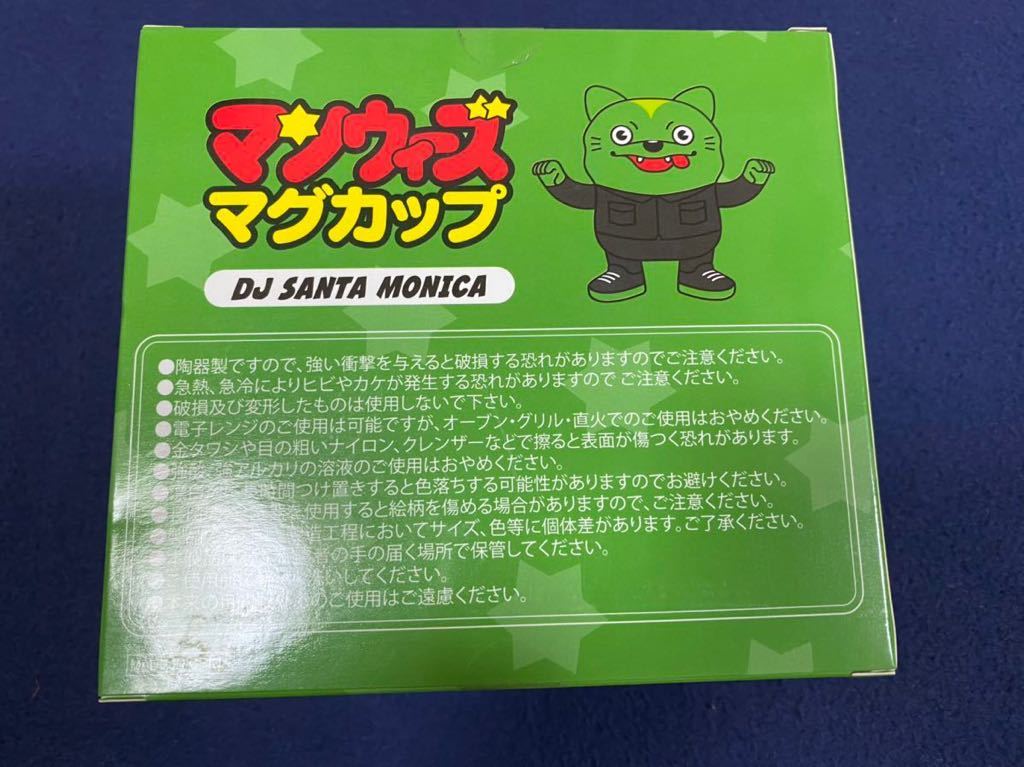 マンウィズ
マグカップ
DJ SANTA MONICA
●陶器製ですので、強い衝撃を与えると破損する恐れがありますのでご注意ください。
●急熱、急冷によりヒビやカケが発生する恐れがありますので ご注意ください。
●破損及び変形したものは使用しないで下さい。
●電子レンジのご使用は可能ですが、オーブン・グリル・直火でのご使用はおやめください。
●金タワシや目の粗いナイロン、クレンザーなどで擦ると表面が傷つく恐れがあります。
●強酸、強アルカリの溶液のご使用はおやめください。
時間つけ置きすると色落ちする可能性がありますのでお避けください。
使用すると絵柄を傷める場合がありますので、ご注意ください。
工程においてサイズ、色等に個体差があります。ご了承ください。
の手の届く場所で保管してください。
してください。
のご使用はご遠慮ください。